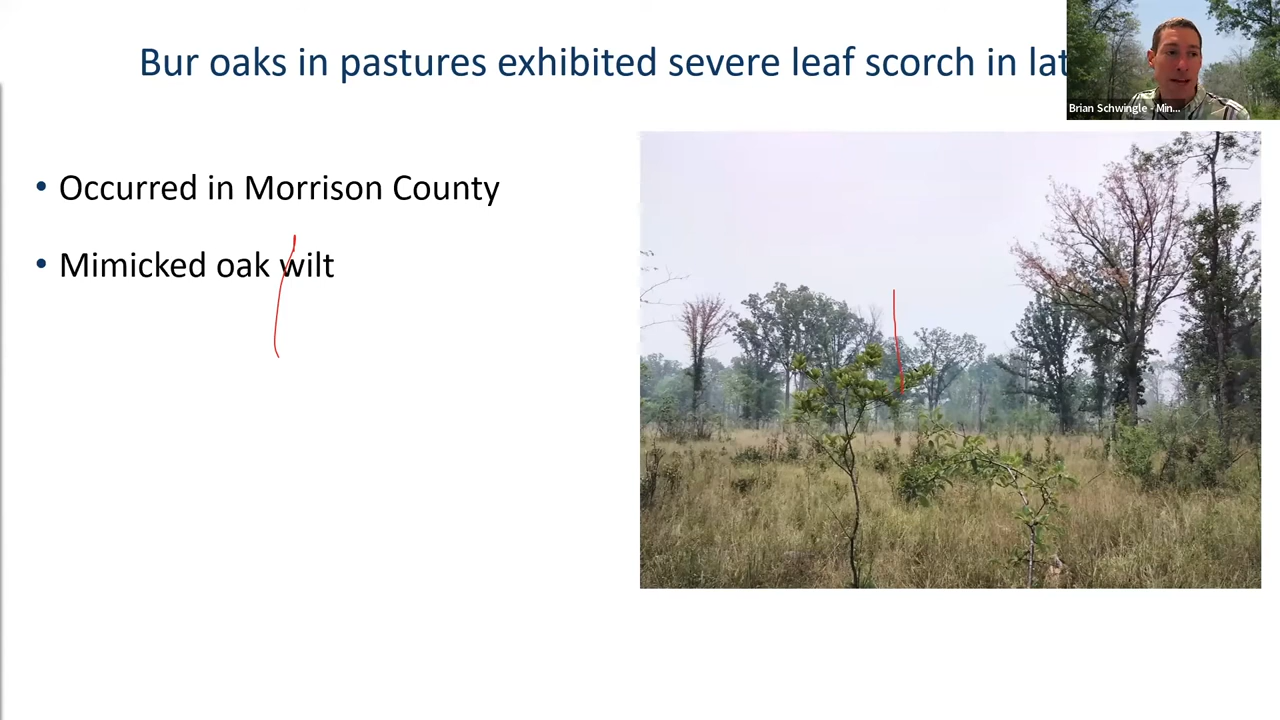 Bur oaks in pastures exhibited severe leaf scorch in
Brian Schwingle - Min...
• Occurred in Morrison County
• Mimicked oak wilt